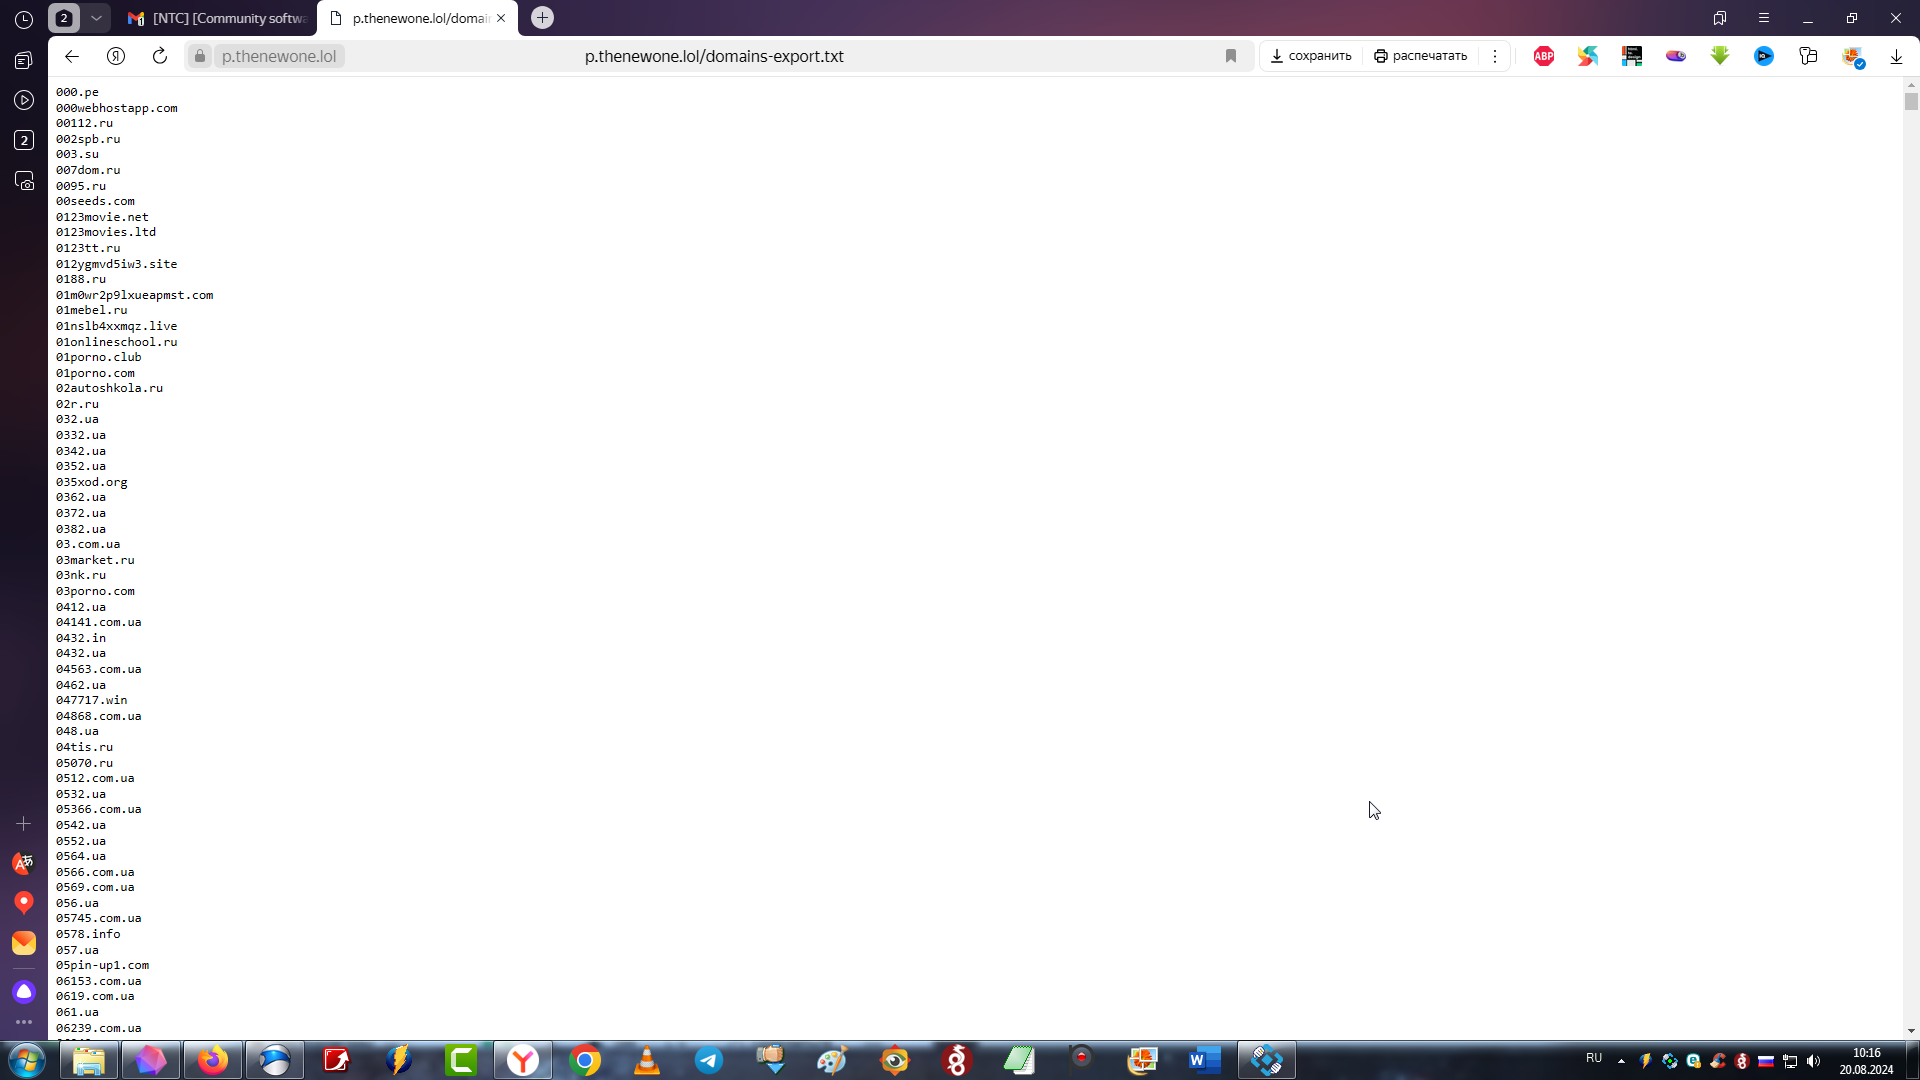 2
[NTC] [Community softwa
p.thenewone.lol/domai
p.thenewone.lol
p.thenewone.lol/domains-export.txt
сохранить
распечатать
ABP
2
000.pe
000webhostapp.com
00112.ru
002spb.ru
003.su
007dom.ru
0095.ru
00seeds.com
0123movie.net
0123movies.ltd
0123tt.ru
012ygmvd5iw3.site
0188.ru
01m0wr2p9lxueapmst.com
01mebel.ru
01nslb4xxmqz.live
01onlineschool.ru
01porno.club
01porno.com
02autoshkola.ru
02r.ru
032.ua
0332.ua
0342.ua
0352.ua
035xod.org
0362.ua
0372.ua
0382.ua
03.com.ua
03market.ru
03nk.ru
03porno.com
0412.ua
04141.com.ua
0432.in
0432.ua
04563.com.ua
0462.ua
047717.win
04868.com.ua
048.ua
04tis.ru
05070.ru
0512.com.ua
0532.ua
05366.com.ua
0542.ua
0552.ua
0564.ua
0566.com.ua
0569.com.ua
056.ua
05745.com.ua
0578.info
057.ua
05pin-up1.com
06153.com.ua
0619.com.ua
061.ua
06239.com.ua
RU
10:16
20.08.2024